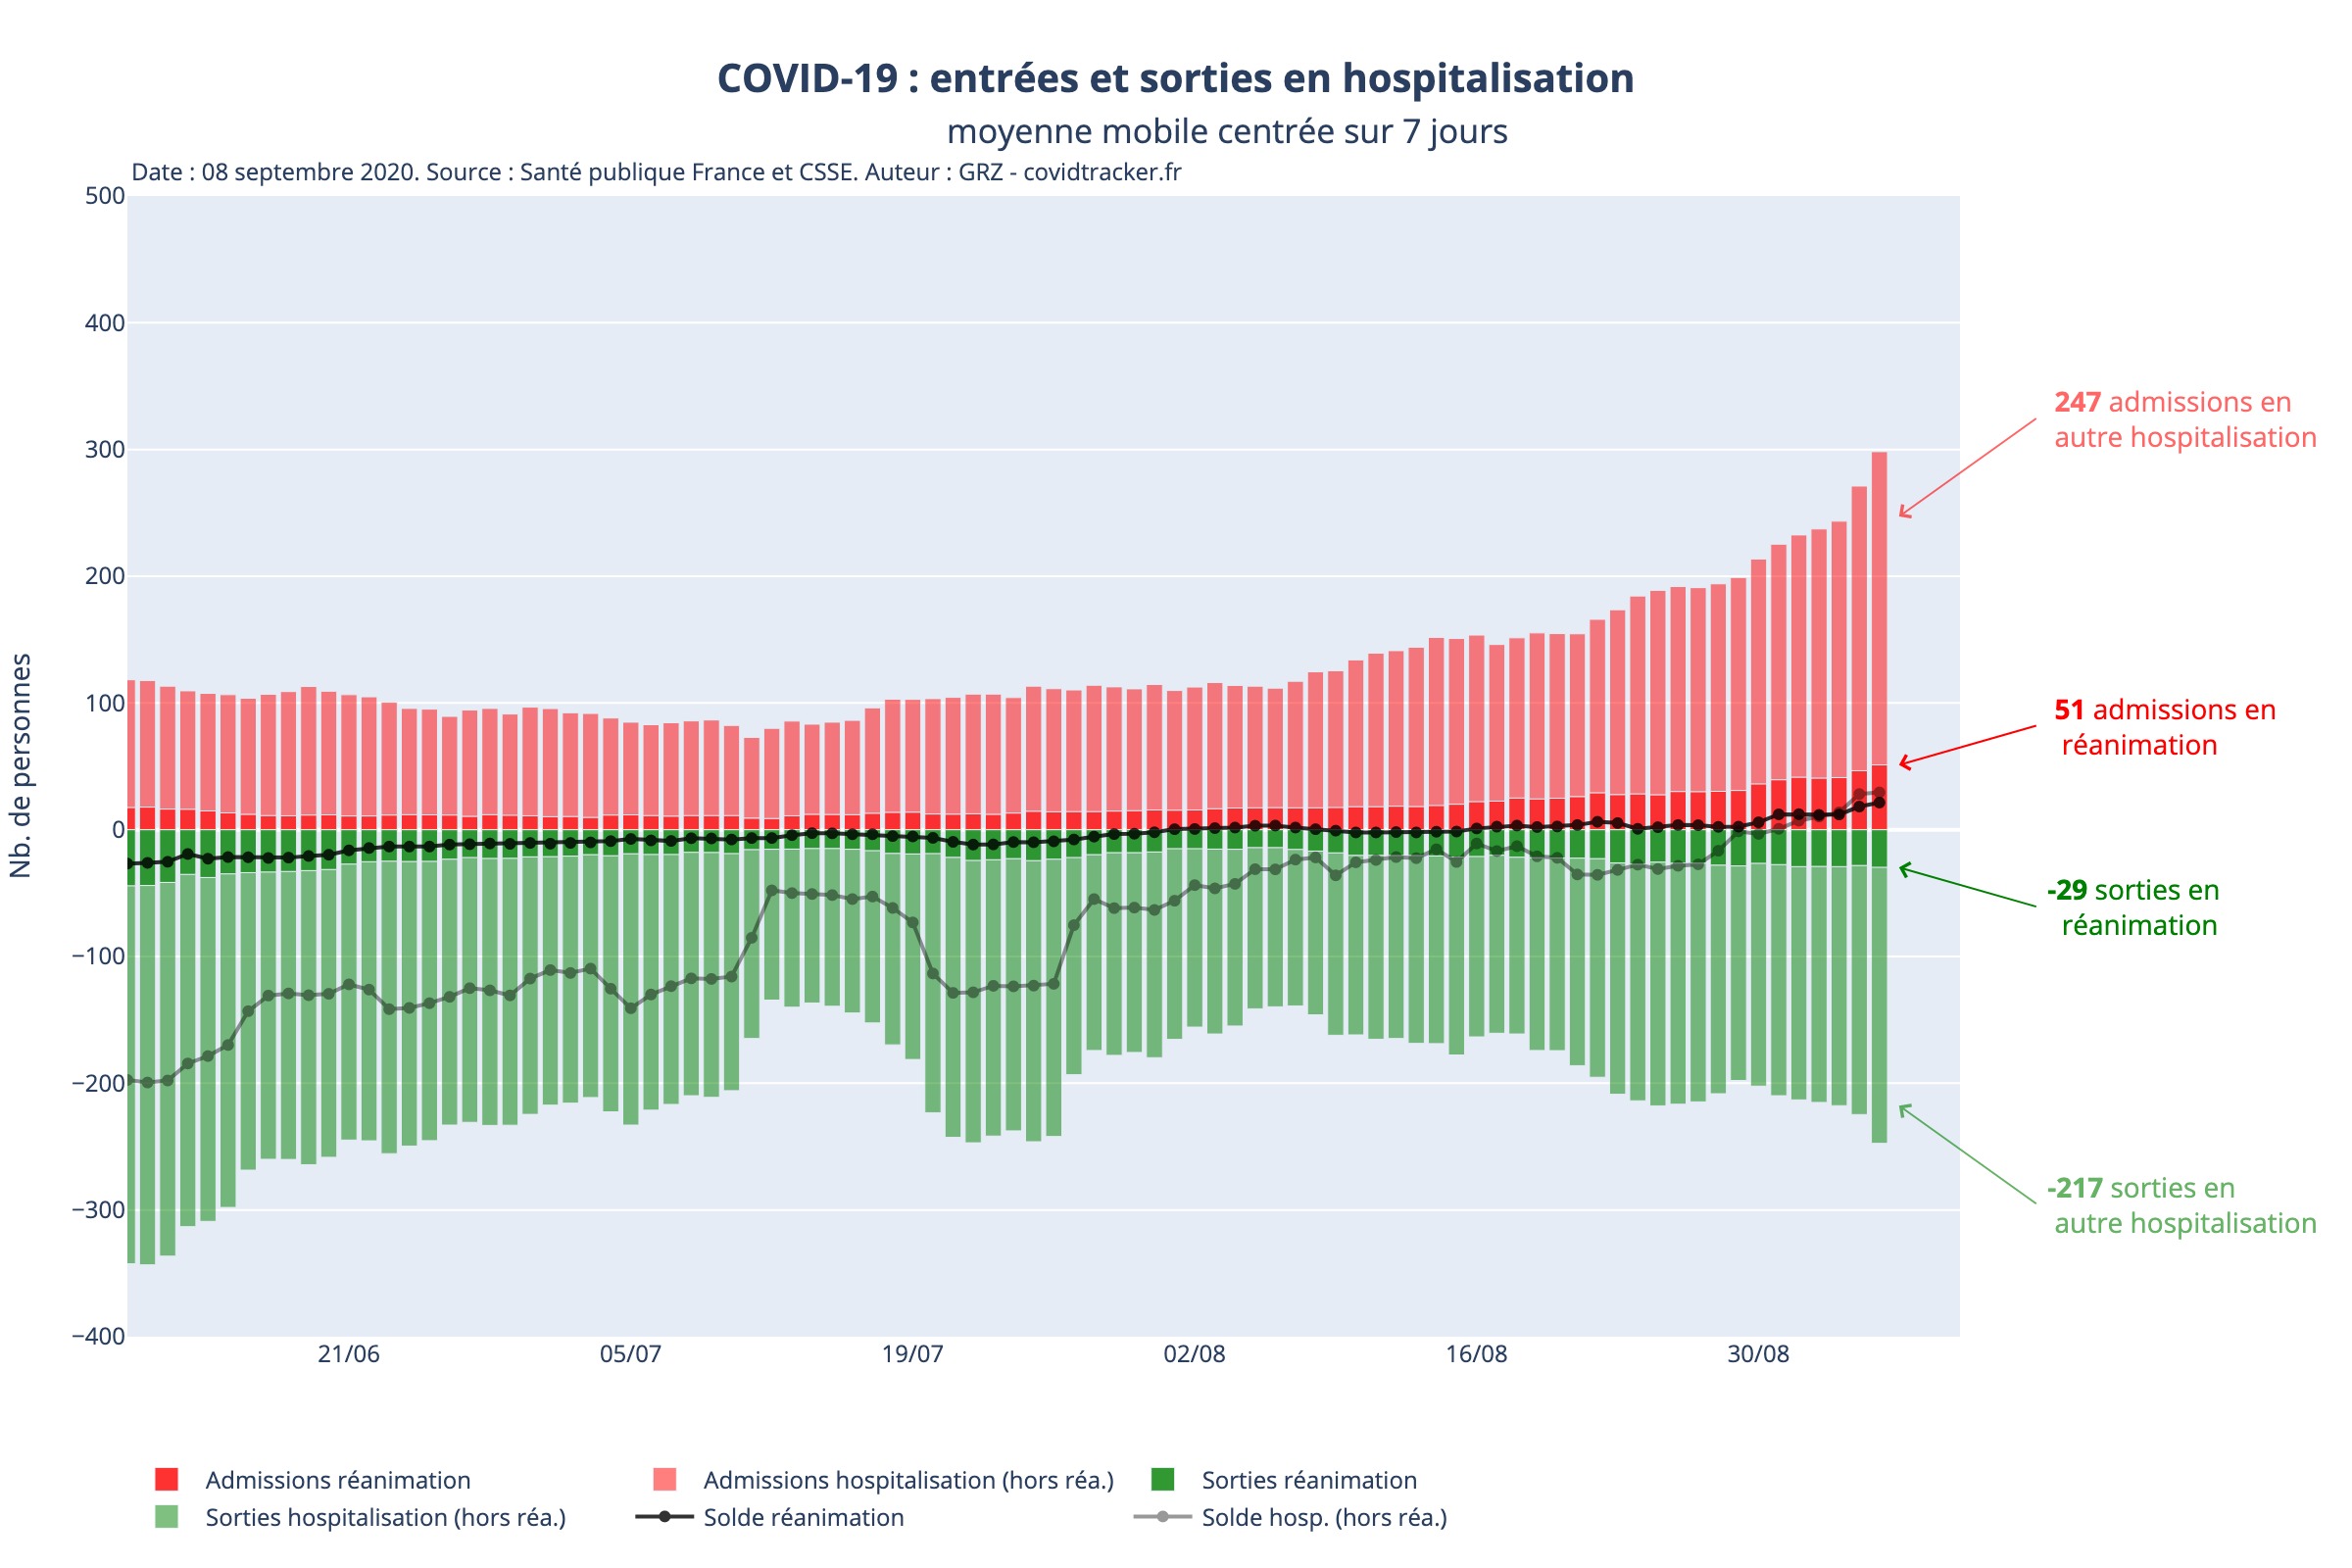 COVID-19 : entrées et sorties en hospitalisation
moyenne mobile centrée sur 7 jours
Date : 08 septembre 2020. Source : Santé publique France et CSSE. Auteur : GRZ - covidtracker.fr
Nb. de personnes
500
400
300
200
100
0
−100
−200
−300
−400
21/06
05/07
19/07
02/08
16/08
30/08
247 admissions en
autre hospitalisation
51 admissions en
réanimation
-29 sorties en
réanimation
-217 sorties en
autre hospitalisation
Admissions réanimation
Admissions hospitalisation (hors réa.)
Sorties réanimation
Sorties hospitalisation (hors réa.)
Solde réanimation
Solde hosp. (hors réa.)